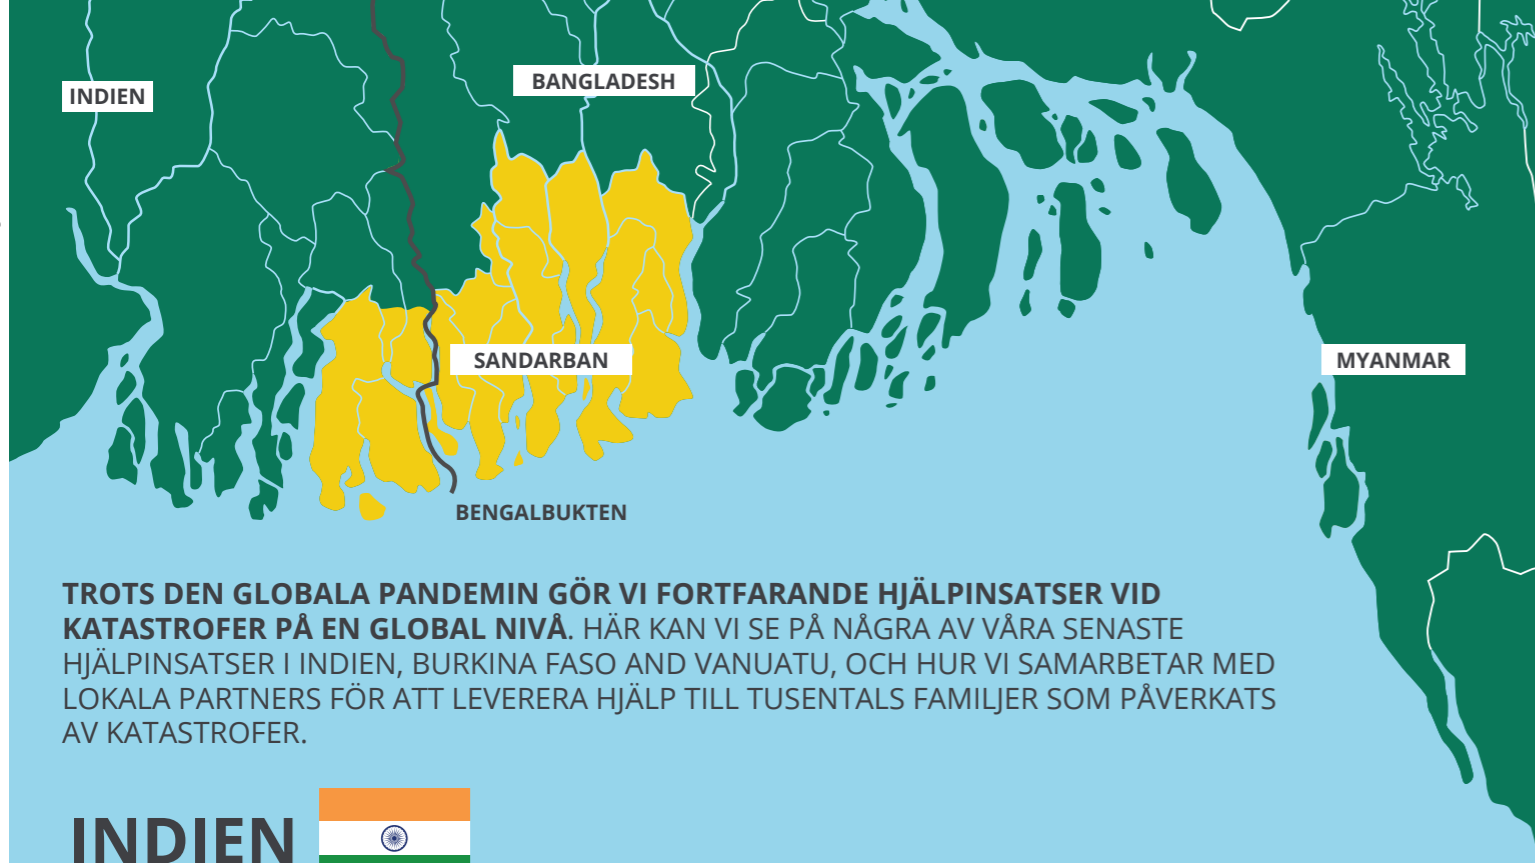 INDIEN
BANGLADESH
SANDARBAN
MYANMAR
BENGALBUKTEN
TROTS DEN GLOBALA PANDEMIN GÖR VI FORTFARANDE HJÄLPINSATSER VID
KATASTROFER PÅ EN GLOBAL NIVÅ. HÄR KAN VI SE PÅ NÅGRA AV VÅRA SENASTE
HJÄLPINSATSER I INDIEN, BURKINA FASO AND VANUATU, OCH HUR VI SAMARBETAR MED
LOKALA PARTNERS FÖR ATT LEVERERA HJÄLP TILL TUSENTALS FAMILJER SOM PÅVERKATS
AV KATASTROFER.
INDIEN